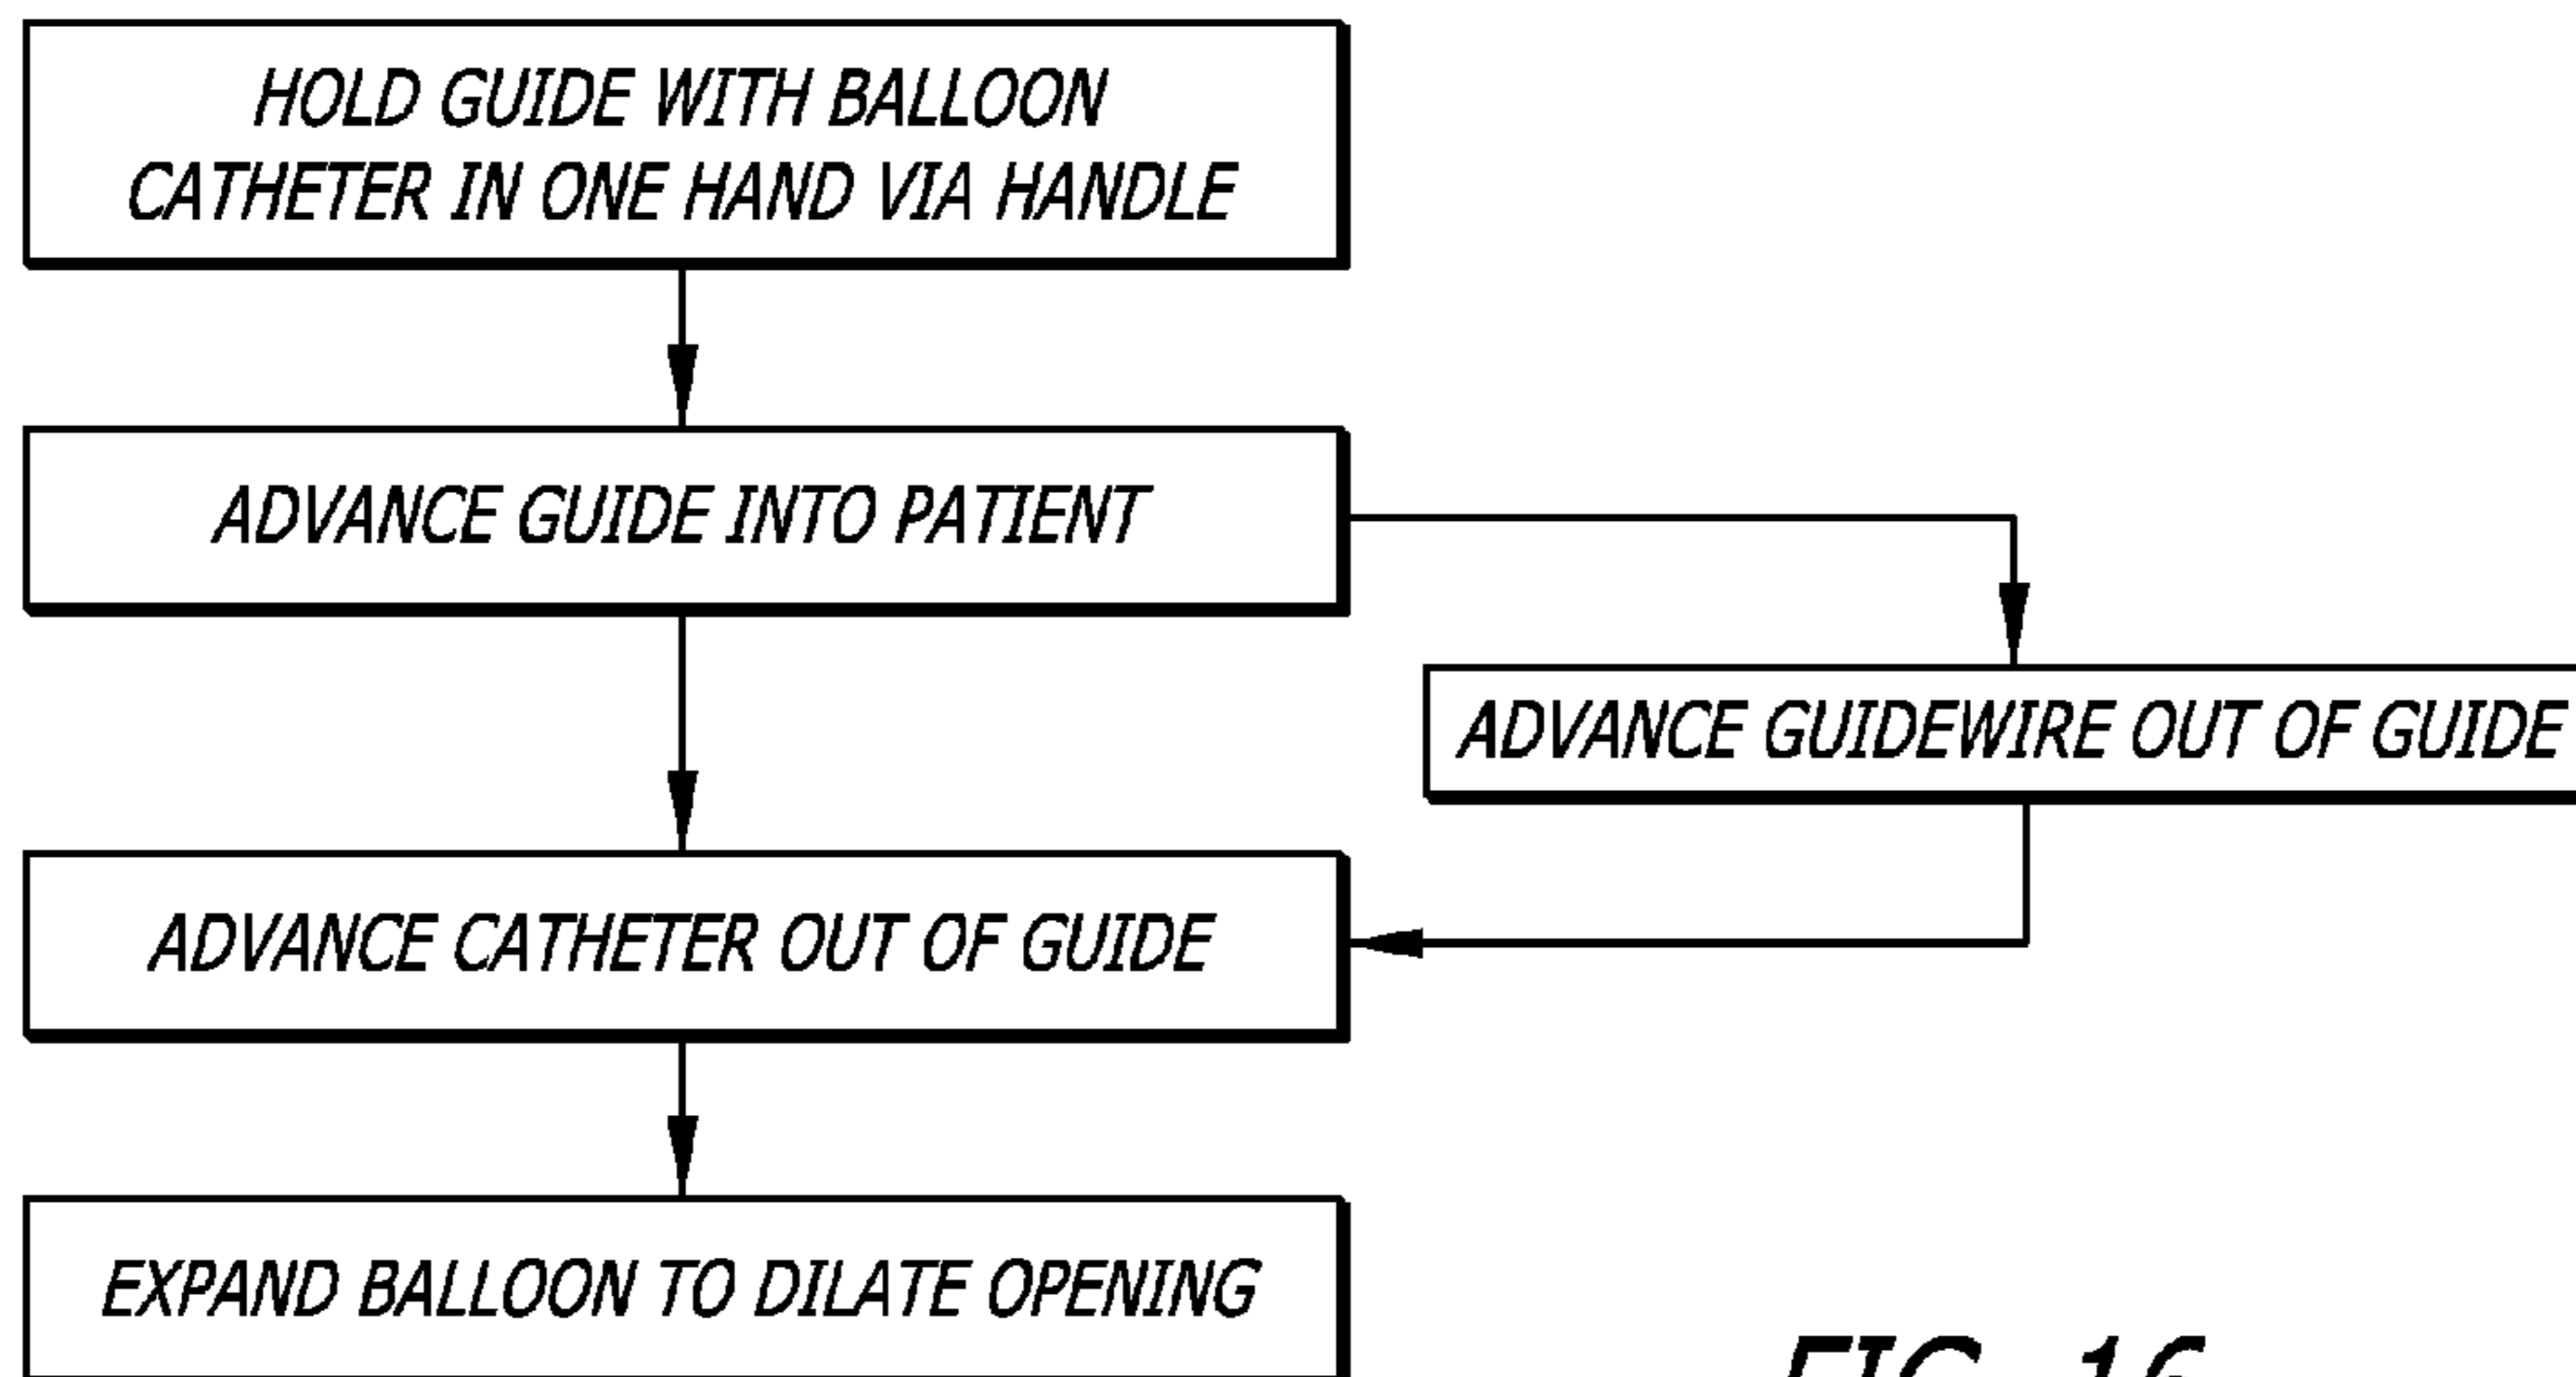 HOLD GUIDE WITH BALLOON
CATHETER IN ONE HAND VIA HANDLE
ADVANCE GUIDE INTO PATIENT
ADVANCE GUIDEWIRE OUT OF GUIDE
ADVANCE CATHETER OUT OF GUIDE
EXPAND BALLOON TO DILATE OPENING